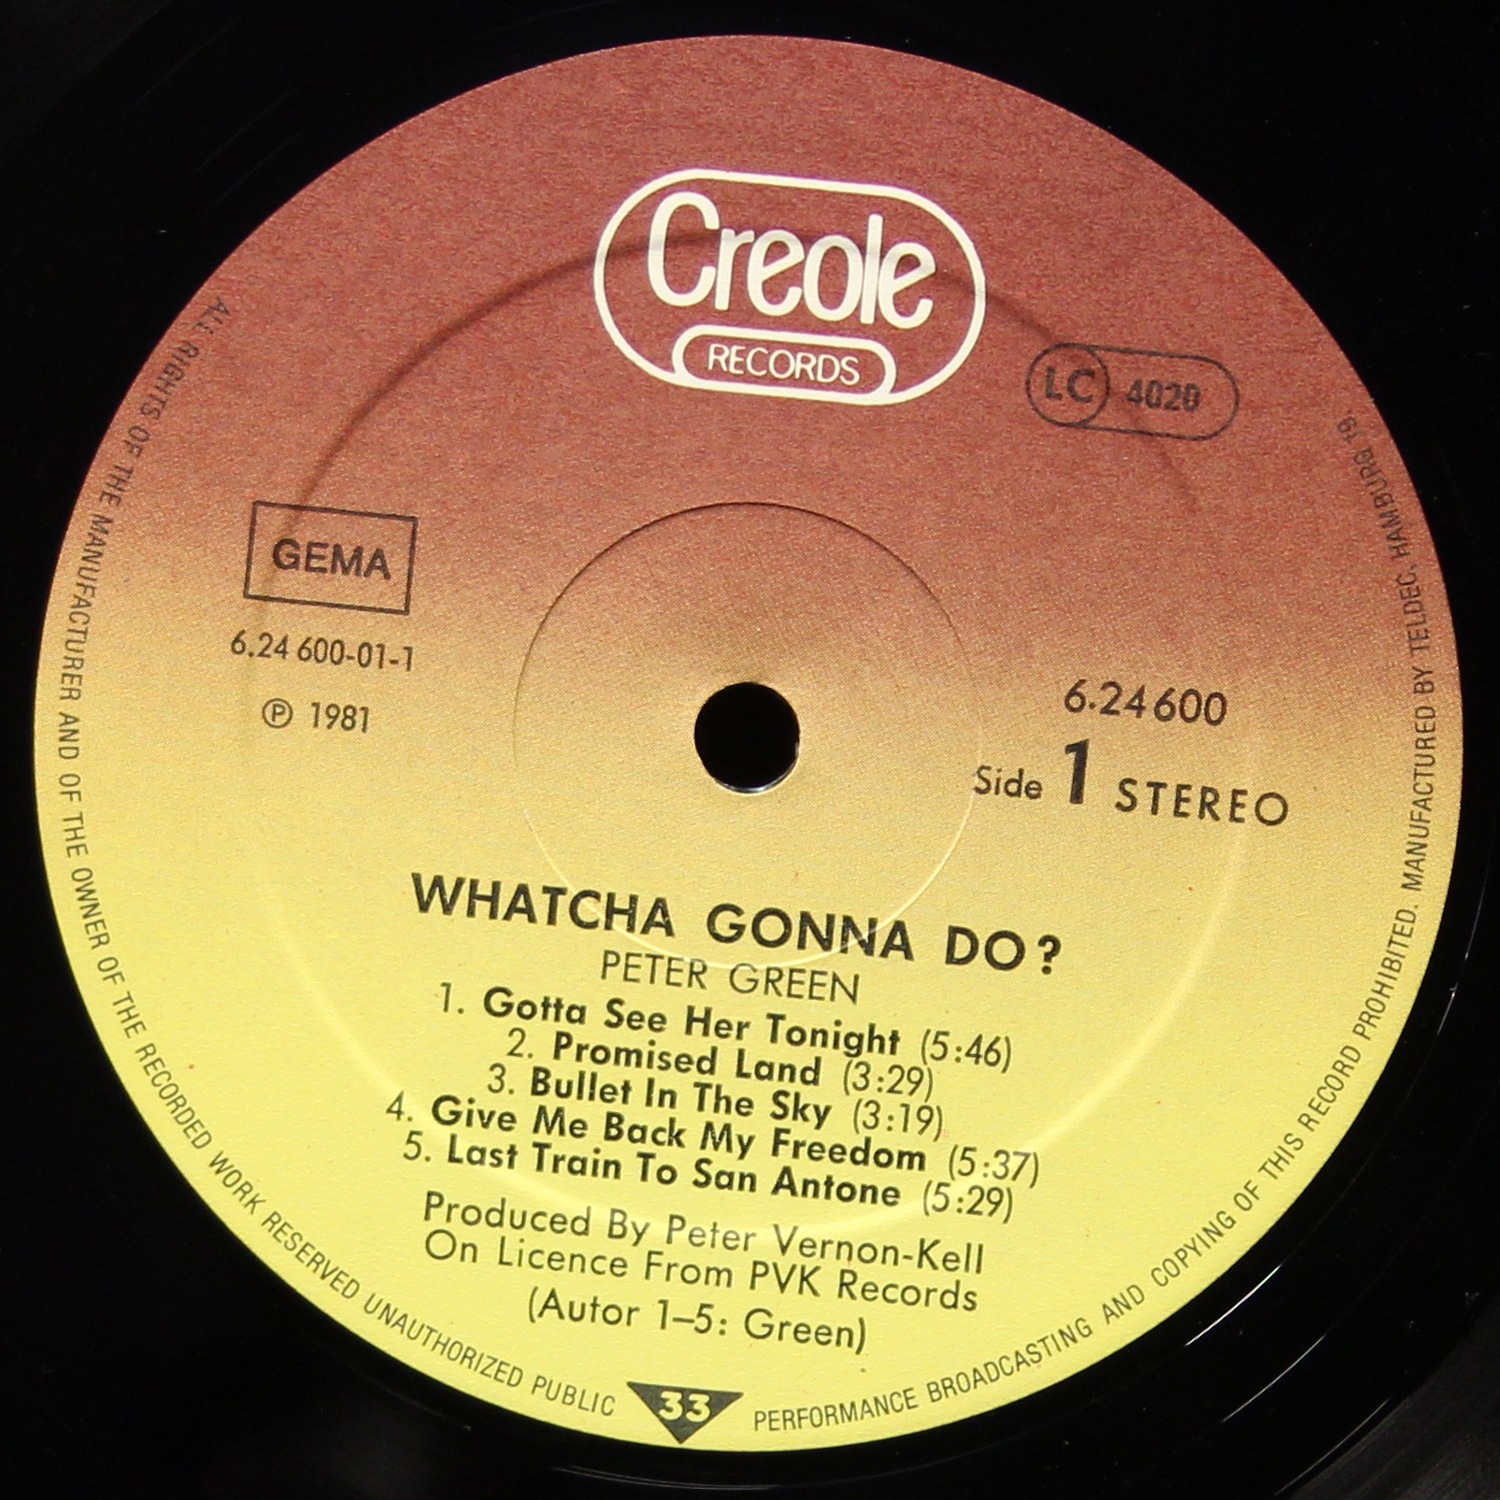 Creole
RECORDS
LC 4020
GEMA
6.24 600-01-1
℗ 1981
6.24600
Side 1 STEREO
WHATCHA GONNA DO?
PETER GREEN
1. Gotta See Her Tonight (5:46)
2. Promised Land (3:29)
3. Bullet In The Sky (3:19)
4. Give Me Back My Freedom (5:37)
5. Last Train To San Antone (5:29)
Produced By Peter Vernon-Kell
On Licence From PVK Records
(Autor 1–5: Green)
ALL RIGHTS OF THE MANUFACTURER AND OF THE OWNER OF THE RECORDED WORK RESERVED UNAUTHORIZED PUBLIC
33
PERFORMANCE BROADCASTING AND COPYING OF THIS RECORD PROHIBITED. MANUFACTURED BY TELDEC, HAMBURG 19.